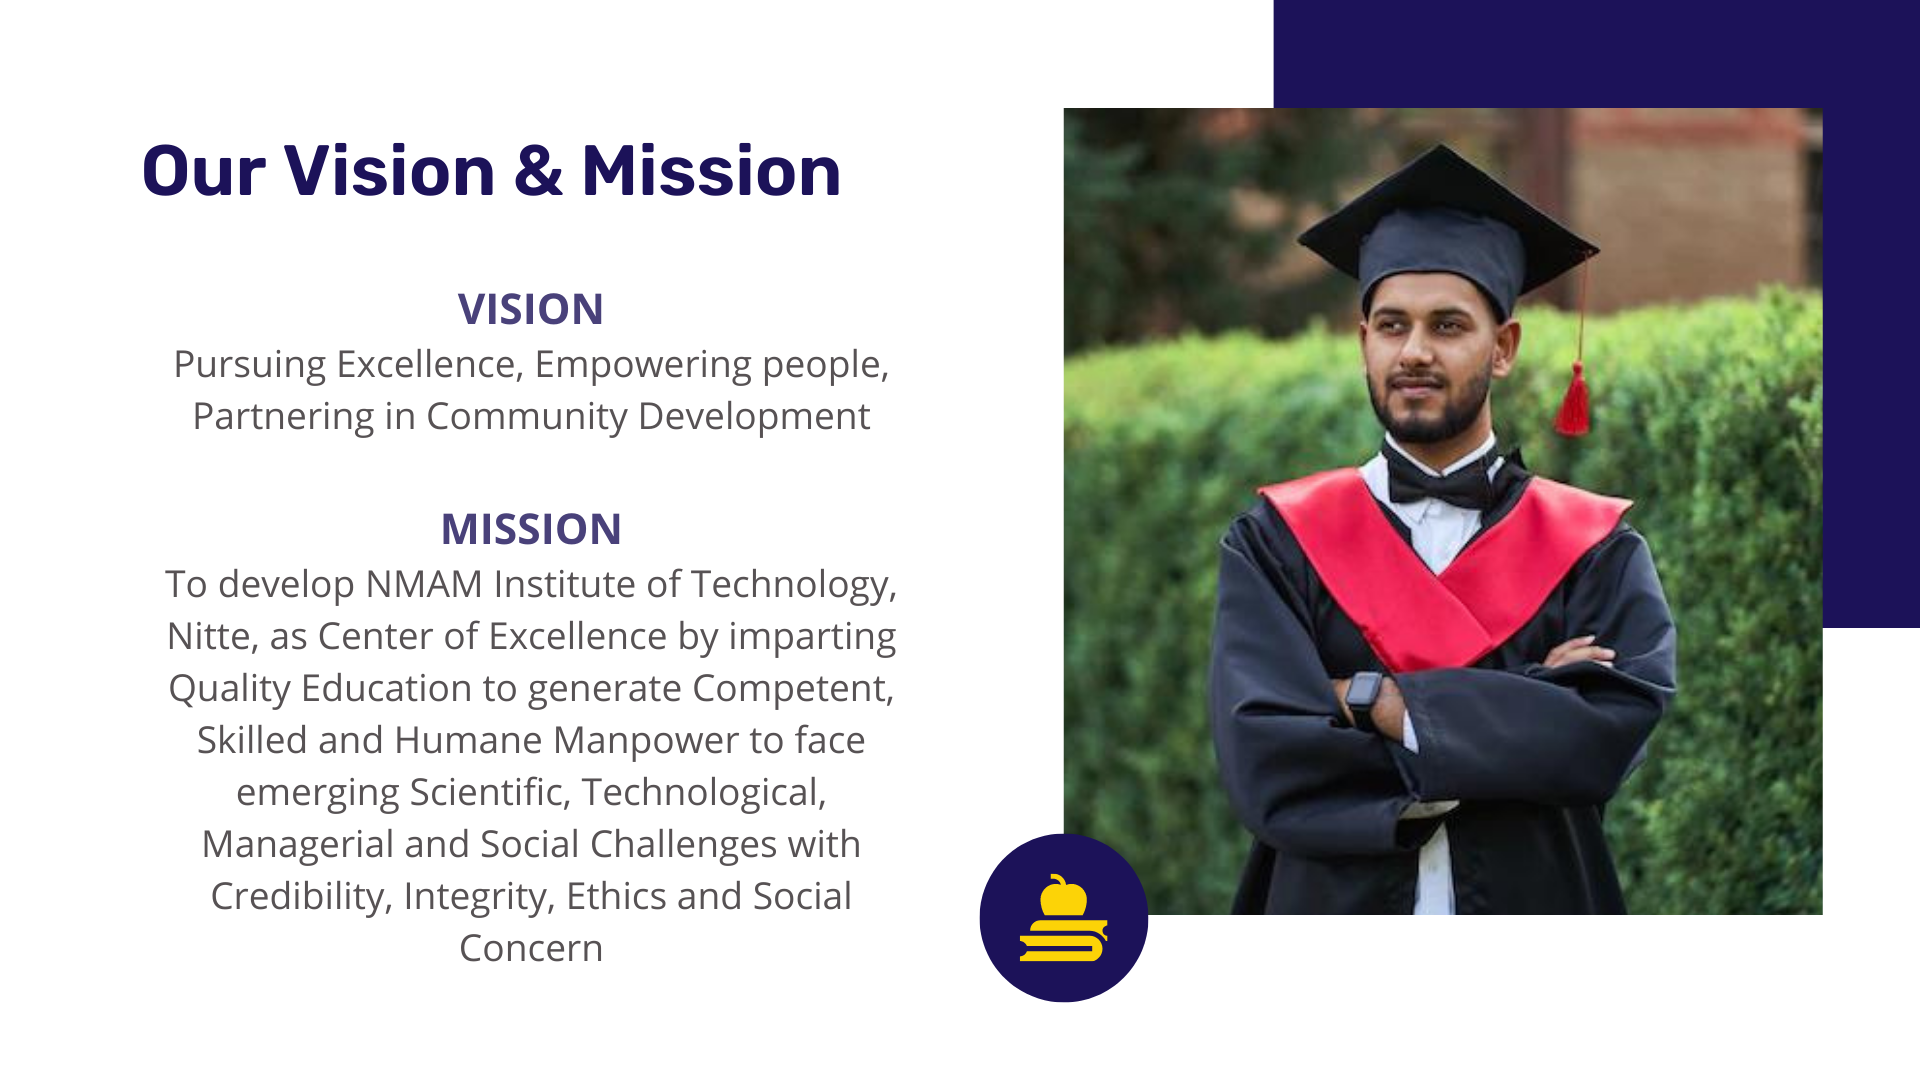 Our Vision & Mission
VISION
Pursuing Excellence, Empowering people,
Partnering in Community Development
MISSION
To develop NMAM Institute of Technology,
Nitte, as Center of Excellence by imparting
Quality Education to generate Competent,
Skilled and Humane Manpower to face
emerging Scientific, Technological,
Managerial and Social Challenges with
Credibility, Integrity, Ethics and Social
Concern